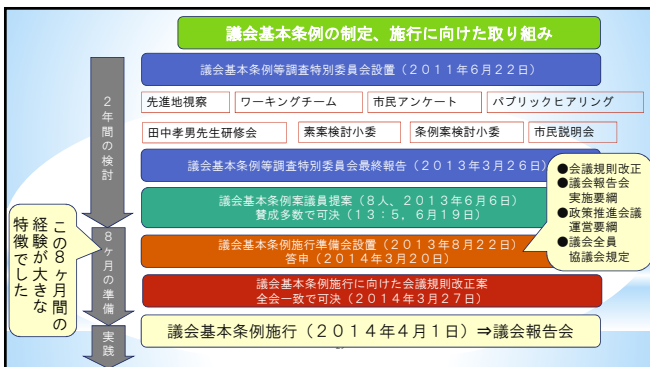 議会基本条例の制定、施行に向けた取り組み
2年間の検討
議会基本条例等調査特別委員会設置（2011年6月22日）
先進地視察
ワーキングチーム
市民アンケート
パブリックヒアリング
田中孝男先生研修会
素案検討小委
条例案検討小委
市民説明会
議会基本条例等調査特別委員会最終報告（2013年3月26日）
議会基本条例案議員提案（8人、2013年6月6日）
賛成多数で可決（13：5，6月19日）
●会議規則改正
●議会報告会
実施要綱
●政策推進会議
運営要綱
●議会全員
協議会規定
この8ヶ月間の
経験が大きな
特徴でした
8ヶ月の準備
議会基本条例施行準備会設置（2013年8月22日）
答申（2014年3月20日）
議会基本条例施行に向けた会議規則改正案
全会一致で可決（2014年3月27日）
実践
議会基本条例施行（2014年4月1日）⇒議会報告会